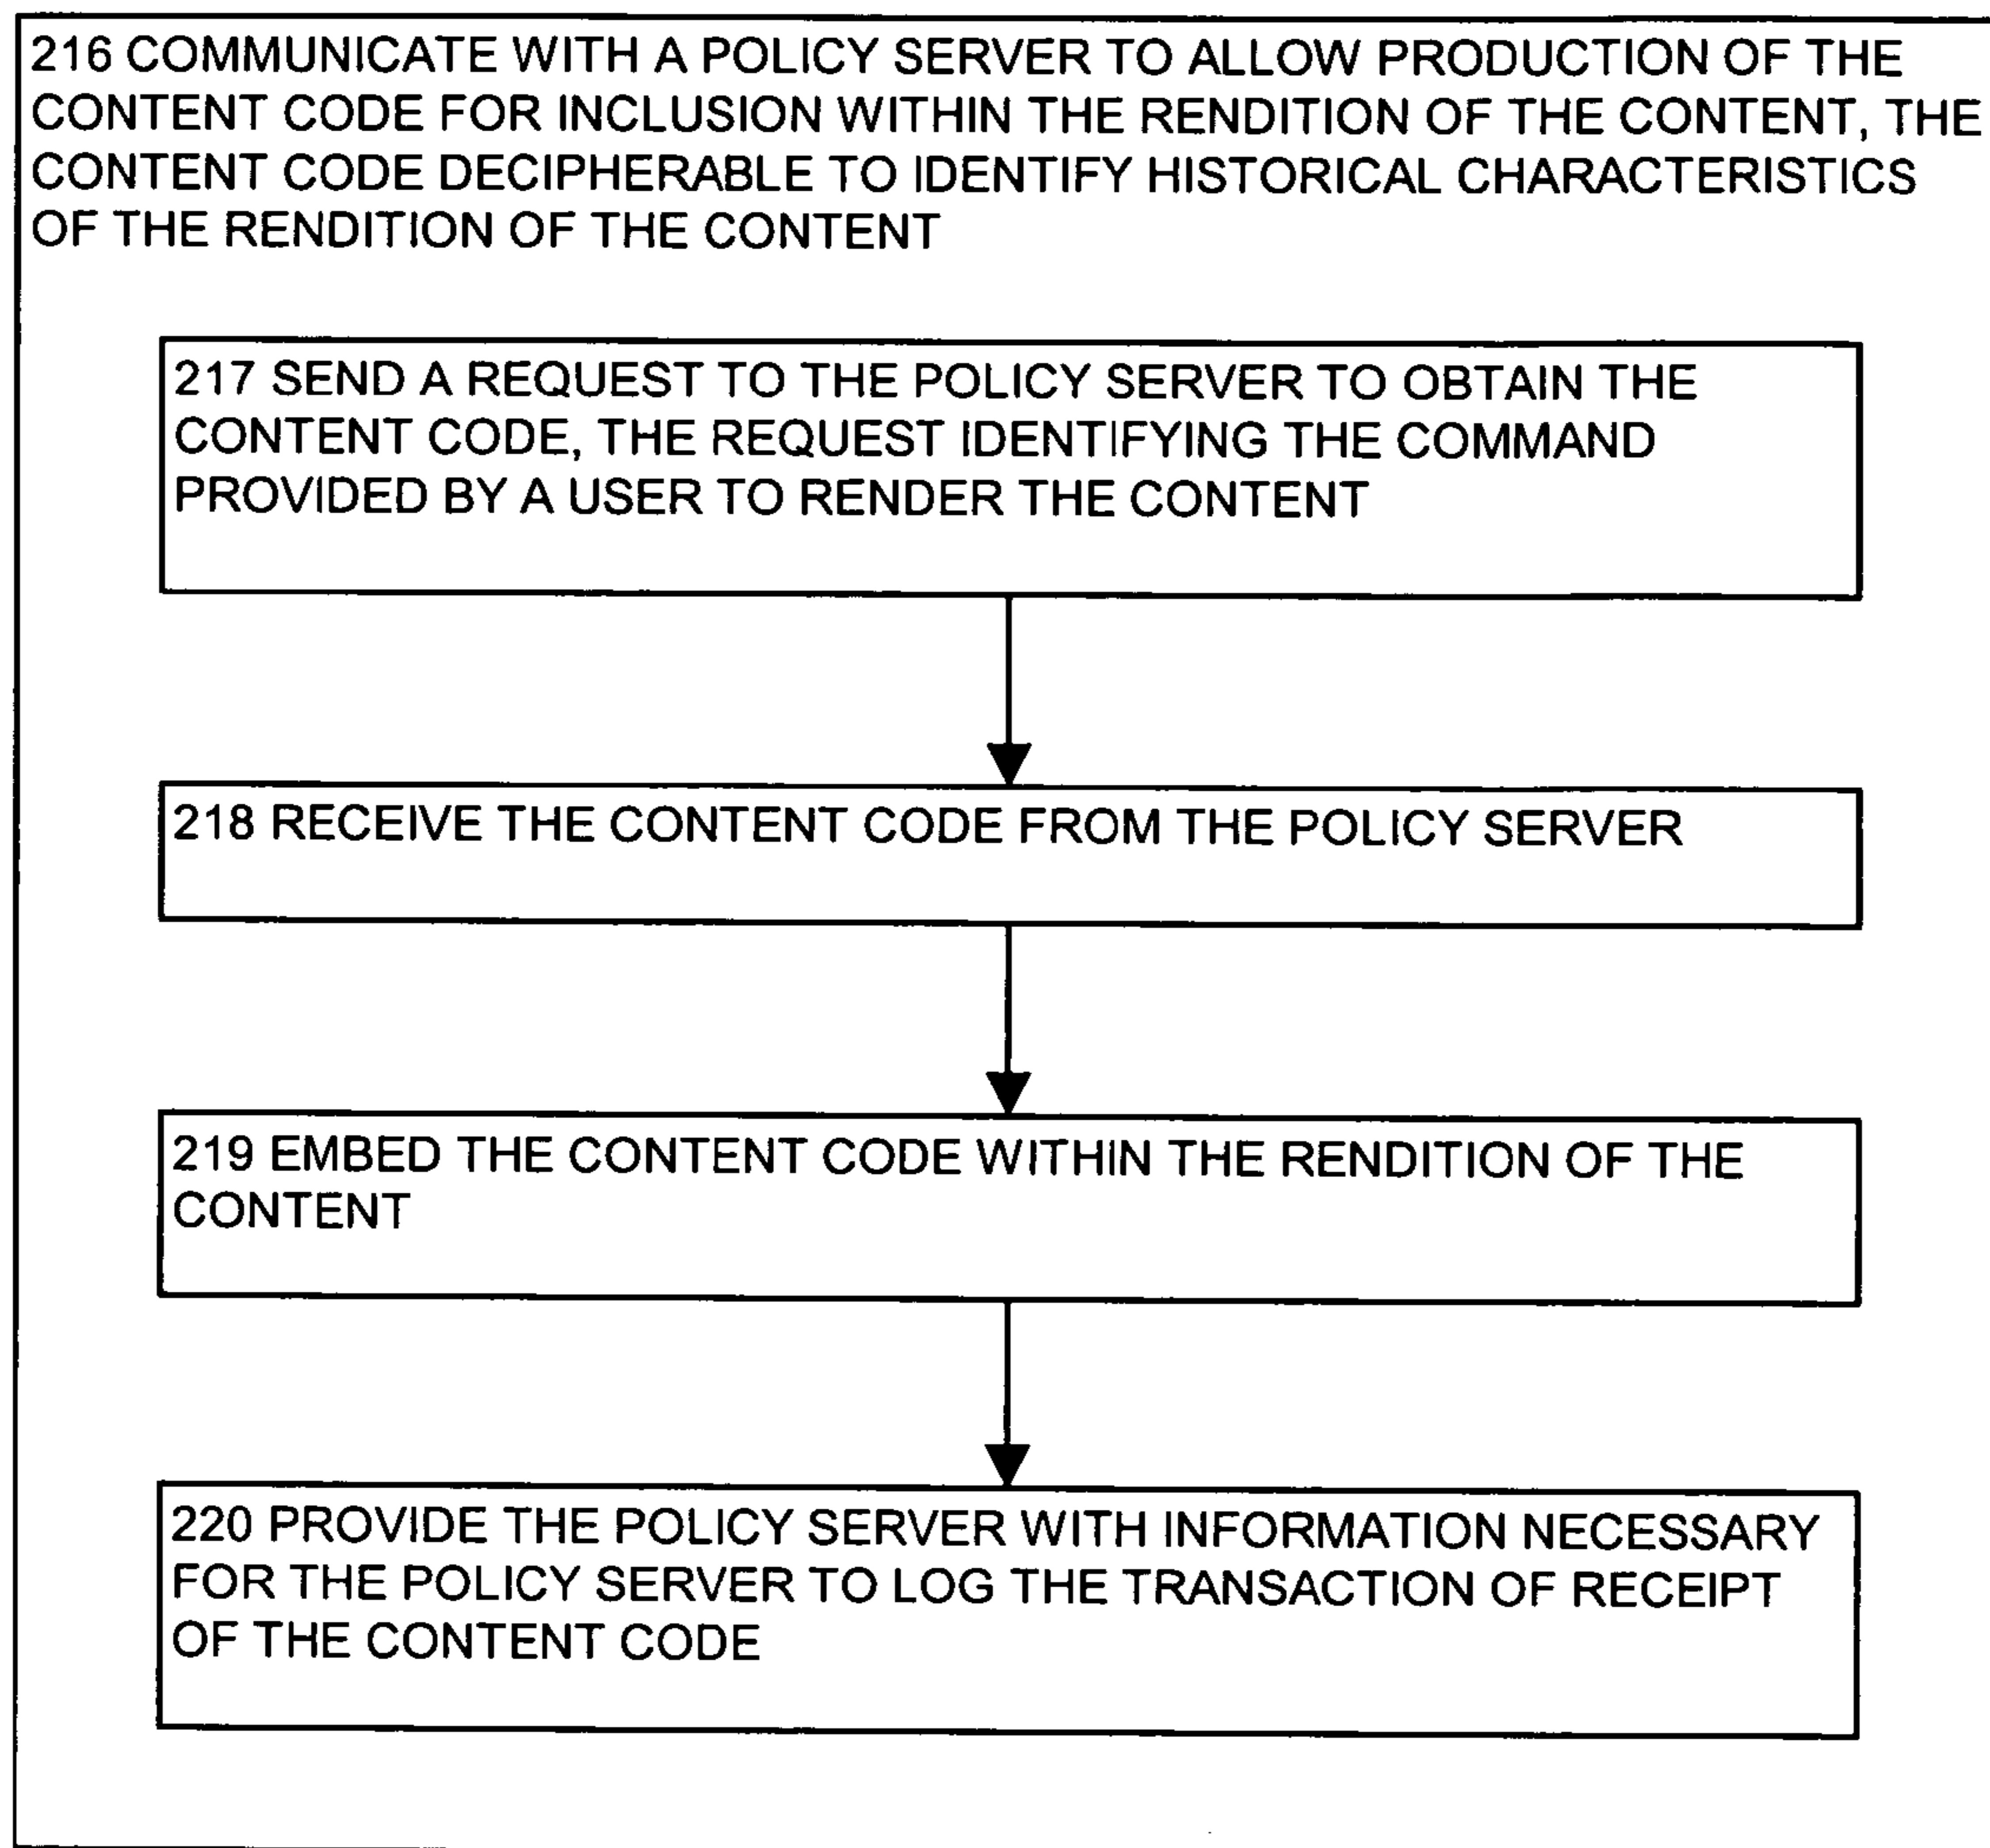 216 COMMUNICATE WITH A POLICY SERVER TO ALLOW PRODUCTION OF THE
CONTENT CODE FOR INCLUSION WITHIN THE RENDITION OF THE CONTENT, THE
CONTENT CODE DECIPHERABLE TO IDENTIFY HISTORICAL CHARACTERISTICS
OF THE RENDITION OF THE CONTENT
217 SEND A REQUEST TO THE POLICY SERVER TO OBTAIN THE
CONTENT CODE, THE REQUEST IDENTIFYING THE COMMAND
PROVIDED BY A USER TO RENDER THE CONTENT
218 RECEIVE THE CONTENT CODE FROM THE POLICY SERVER
219 EMBED THE CONTENT CODE WITHIN THE RENDITION OF THE
CONTENT
220 PROVIDE THE POLICY SERVER WITH INFORMATION NECESSARY
FOR THE POLICY SERVER TO LOG THE TRANSACTION OF RECEIPT
OF THE CONTENT CODE